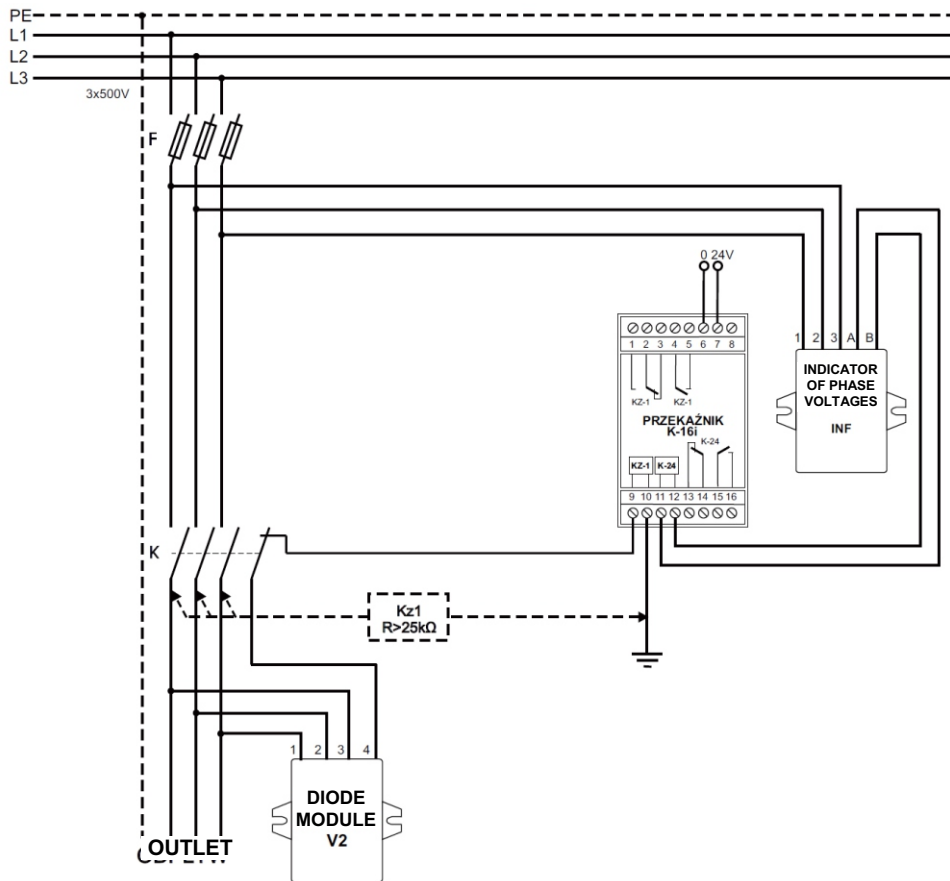 PE
L1
L2
L3
3x500V
F
0 24V
1 2 3 4 5 6 7 8
KZ-1 KZ-1
PRZEKAŹNIK
K-16i
K-24
KZ-1 K-24
9 10 11 12 13 14 15 16
1 2 3 A B
INDICATOR
OF PHASE
VOLTAGES
INF
K
Kz1
R>25kΩ
1 2 3 4
DIODE
MODULE
V2
OUTLET